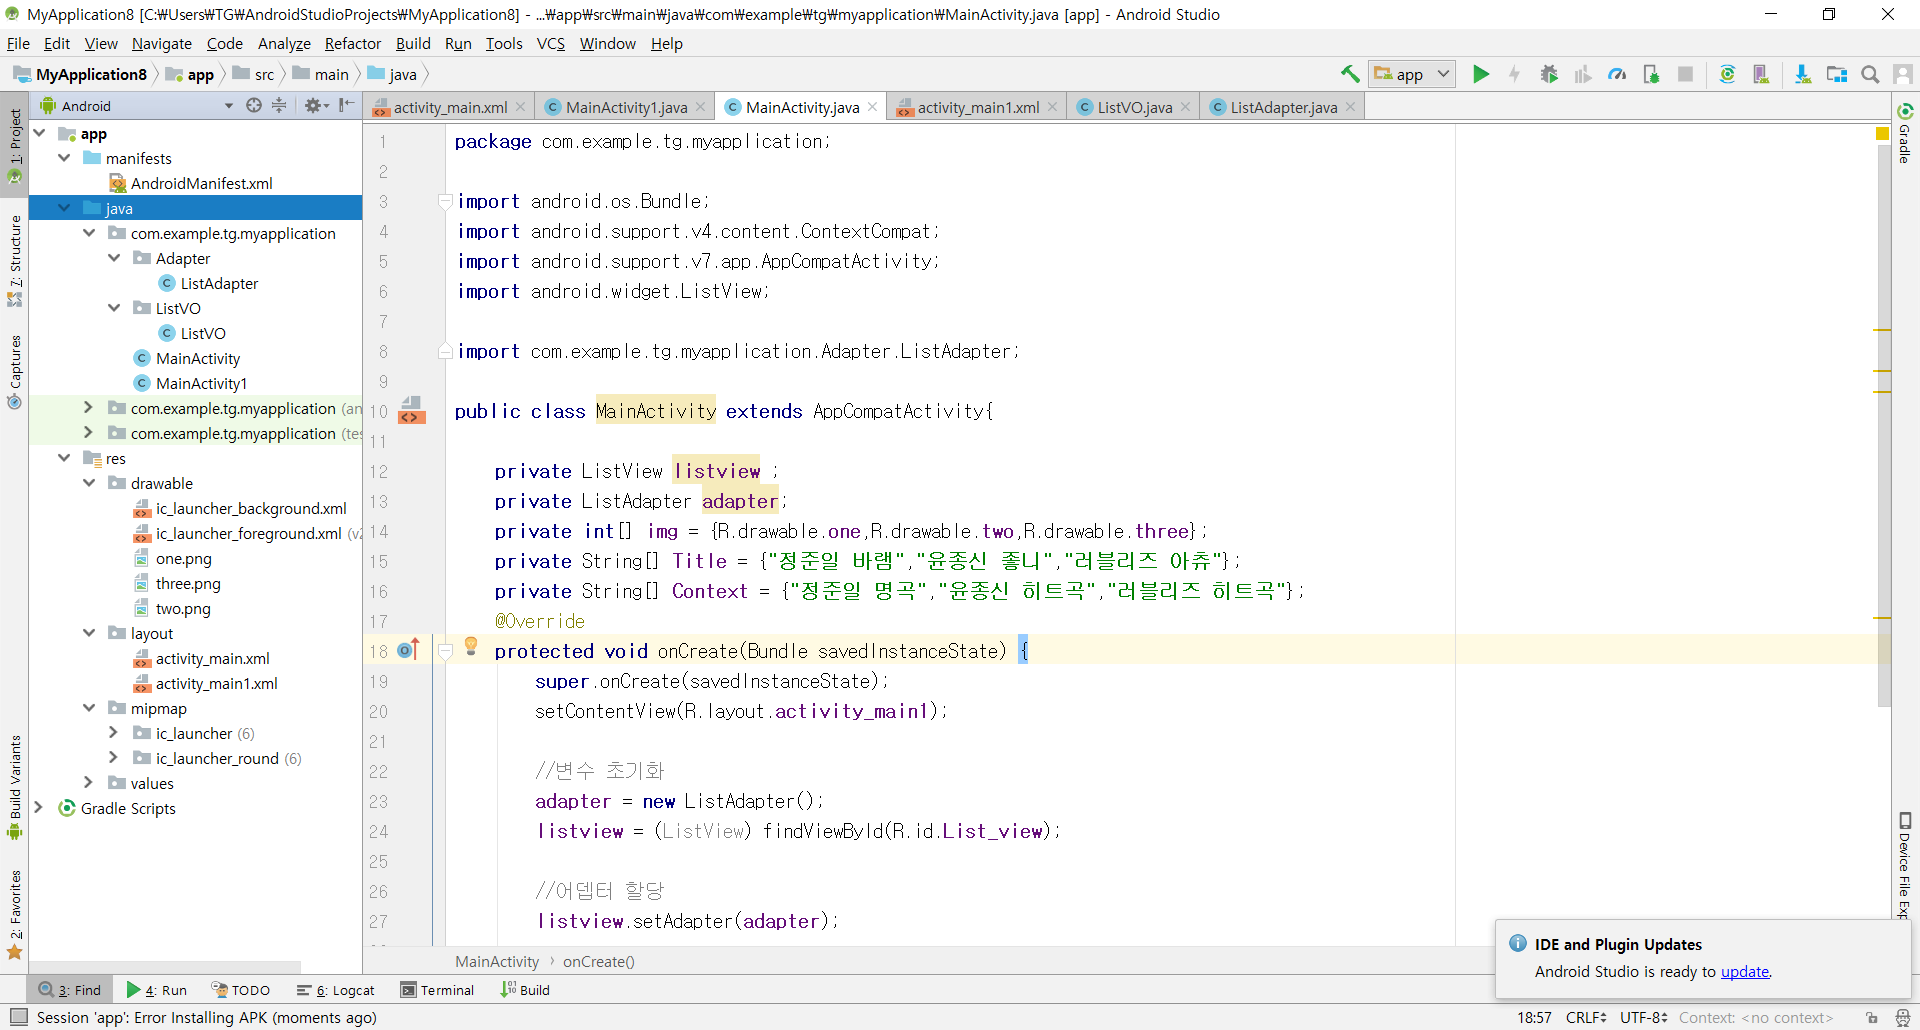 MyApplication8 [C:₩Users₩TG₩AndroidStudioProjects₩MyApplication8] - ...₩app₩src₩main₩java₩com₩example₩tg₩myapplication₩MainActivity.java [app] - Android Studio
File Edit View Navigate Code Analyze Refactor Build Run Tools VCS Window Help
MyApplication8 app src main java app
Android
activity_main.xml MainActivity1.java MainActivity.java activity_main1.xml ListVO.java ListAdapter.java
1: Project
7: Structure
Captures
Build Variants
2: Favorites
app
manifests
AndroidManifest.xml
java
com.example.tg.myapplication
Adapter
ListAdapter
ListVO
ListVO
MainActivity
MainActivity1
com.example.tg.myapplication (an
com.example.tg.myapplication (tes
res
drawable
ic_launcher_background.xml
ic_launcher_foreground.xml (v2
one.png
three.png
two.png
layout
activity_main.xml
activity_main1.xml
mipmap
ic_launcher (6)
ic_launcher_round (6)
values
Gradle Scripts
1 package com.example.tg.myapplication;
2
3 import android.os.Bundle;
4 import android.support.v4.content.ContextCompat;
5 import android.support.v7.app.AppCompatActivity;
6 import android.widget.ListView;
7
8 import com.example.tg.myapplication.Adapter.ListAdapter;
9
10 public class MainActivity extends AppCompatActivity{
11
12 private ListView listview ;
13 private ListAdapter adapter;
14 private int[] img = {R.drawable.one,R.drawable.two,R.drawable.three};
15 private String[] Title = {"정준일 바램","윤종신 좋니","러블리즈 아츄"};
16 private String[] Context = {"정준일 명곡","윤종신 히트곡","러블리즈 히트곡"};
17 @Override
18 protected void onCreate(Bundle savedInstanceState) {
19 super.onCreate(savedInstanceState);
20 setContentView(R.layout.activity_main1);
21
22 //변수 초기화
23 adapter = new ListAdapter();
24 listview = (ListView) findViewById(R.id.List_view);
25
26 //어뎁터 할당
27 listview.setAdapter(adapter);
MainActivity › onCreate()
Gradle
Device File Exp
IDE and Plugin Updates
Android Studio is ready to update.
3: Find 4: Run TODO 6: Logcat Terminal Build
Session 'app': Error Installing APK (moments ago) 18:57 CRLF UTF-8 Context: <no context>